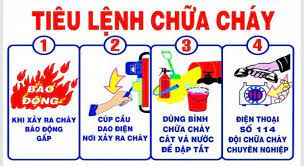 TIÊU LỆNH CHỮA CHÁY
1 2 3 4
BÁO
ĐỘNG
KHI XẢY RA CHÁY
BÁO ĐỘNG
GẤP
CÚP CẦU
DAO ĐIỆN
NƠI XẢY RA CHÁY
DÙNG BÌNH
CHỮA CHÁY
CÁT VÀ NƯỚC
ĐỂ DẬP TẮT
114
ĐIỆN THOẠI
SỐ 114
ĐỘI CHỮA CHÁY
CHUYÊN NGHIỆP